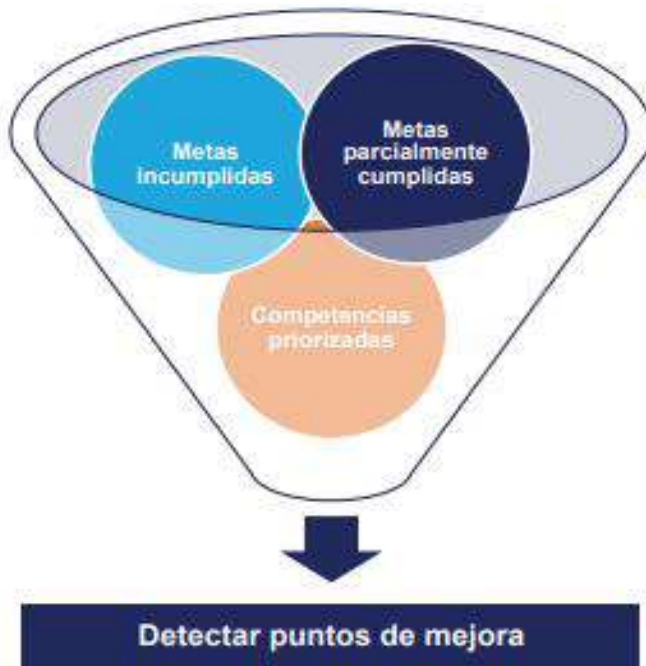 Metas
incumplidas
Metas
parcialmente
cumplidas
Competencias
priorizadas
Detectar puntos de mejora